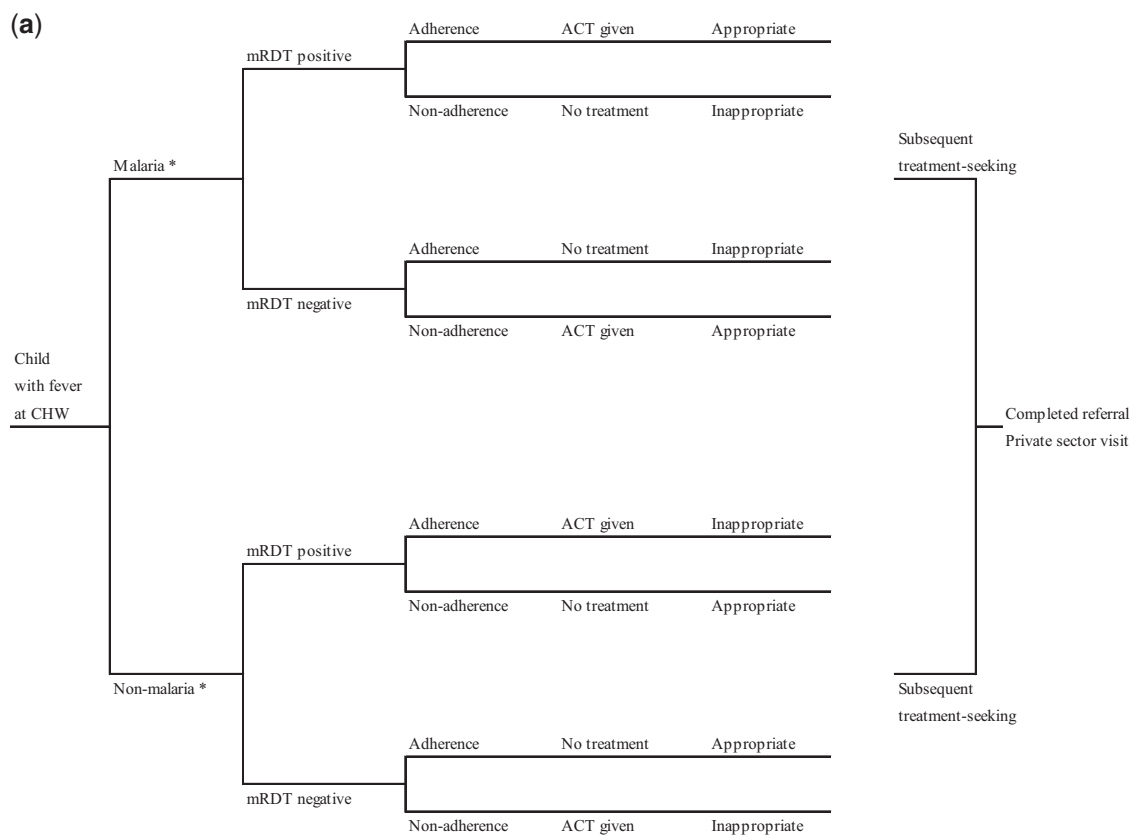 (a)
Adherence ACT given Appropriate
mRDT positive
Non-adherence No treatment Inappropriate
Malaria *
Subsequent
treatment-seeking
Adherence No treatment Inappropriate
mRDT negative
Non-adherence ACT given Appropriate
Child
with fever
at CHW
Completed referral
Private sector visit
Adherence ACT given Inappropriate
mRDT positive
Non-adherence No treatment Appropriate
Non-malaria *
Subsequent
treatment-seeking
Adherence No treatment Appropriate
mRDT negative
Non-adherence ACT given Inappropriate